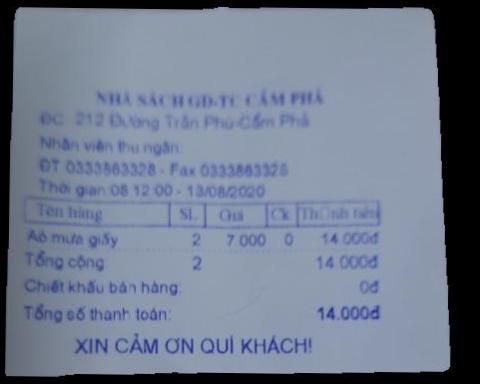 NHÀ SÁCH GD-TC CẨM PHẢ
ĐC: 212 Đường Trần Phú-Cẩm Phả
Nhân viên thu ngân:
ĐT 0333863328 - Fax 0333863328
Thời gian 08:12:00 - 13/08/2020
Tên hàng SL Giá Ck Thành tiền
Aó mưa giấy 2 7.000 0 14.000đ
Tổng cộng: 2 14.000đ
Chiết khấu bán hàng: 0đ
Tổng số thanh toán: 14.000đ
XIN CẢM ƠN QUÍ KHÁCH!